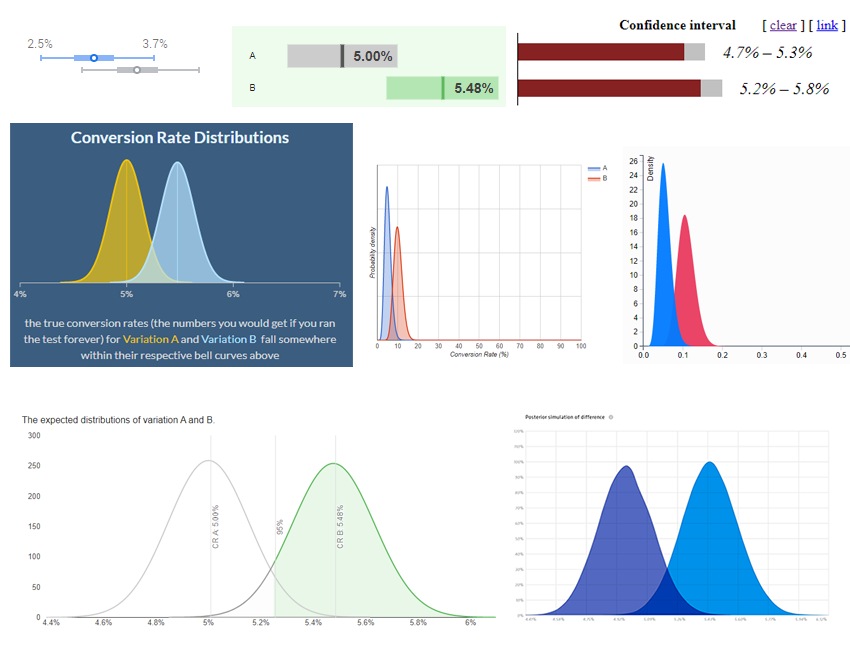 2.5% 3.7%
A 5.00%
B 5.48%
Confidence interval [ clear ] [ link ]
4.7% – 5.3%
5.2% – 5.8%
Conversion Rate Distributions
4% 5% 6% 7%
the true conversion rates (the numbers you would get if you ran
the test forever) for Variation A and Variation B fall somewhere
within their respective bell curves above
A
B
Probability density
0 10 20 30 40 50 60 70 80 90 100
Conversion Rate (%)
Density
26
24
22
20
18
16
14
12
10
8
6
4
2
0
0.0 0.1 0.2 0.3 0.4 0.5
The expected distributions of variation A and B.
300
250
200
150
100
50
0
CR A 5.00%
95%
CR B 5.48%
4.4% 4.6% 4.8% 5% 5.2% 5.4% 5.6% 5.8% 6%
Posterior simulation of difference